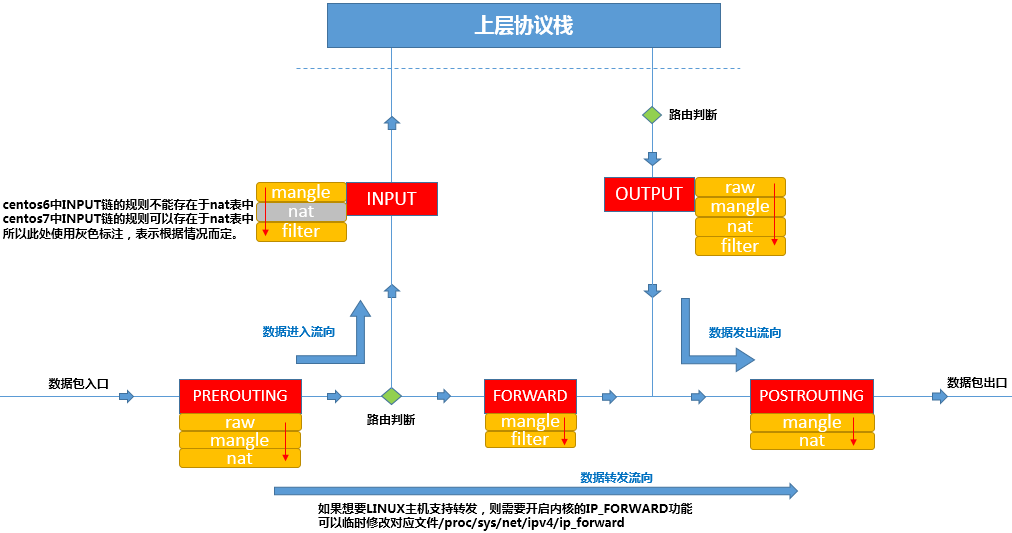 上层协议栈
路由判断
mangle
nat
filter
INPUT
OUTPUT
raw
mangle
nat
filter
centos6中INPUT链的规则不能存在于nat表中
centos7中INPUT链的规则可以存在于nat表中
所以此处使用灰色标注，表示根据情况而定。
数据进入流向
数据发出流向
数据包入口
PREROUTING
raw
mangle
nat
路由判断
FORWARD
mangle
filter
POSTROUTING
mangle
nat
数据包出口
数据转发流向
如果想要LINUX主机支持转发，则需要开启内核的IP_FORWARD功能
可以临时修改对应文件/proc/sys/net/ipv4/ip_forward